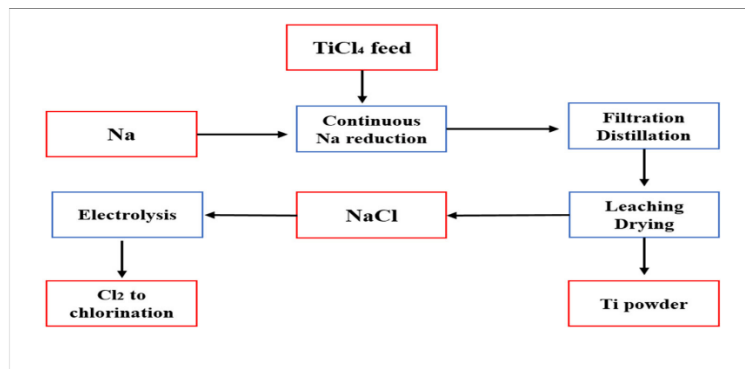 TiCl₄ feed
Na
Continuous
Na reduction
Filtration
Distillation
Electrolysis
NaCl
Leaching
Drying
Cl₂ to
chlorination
Ti powder